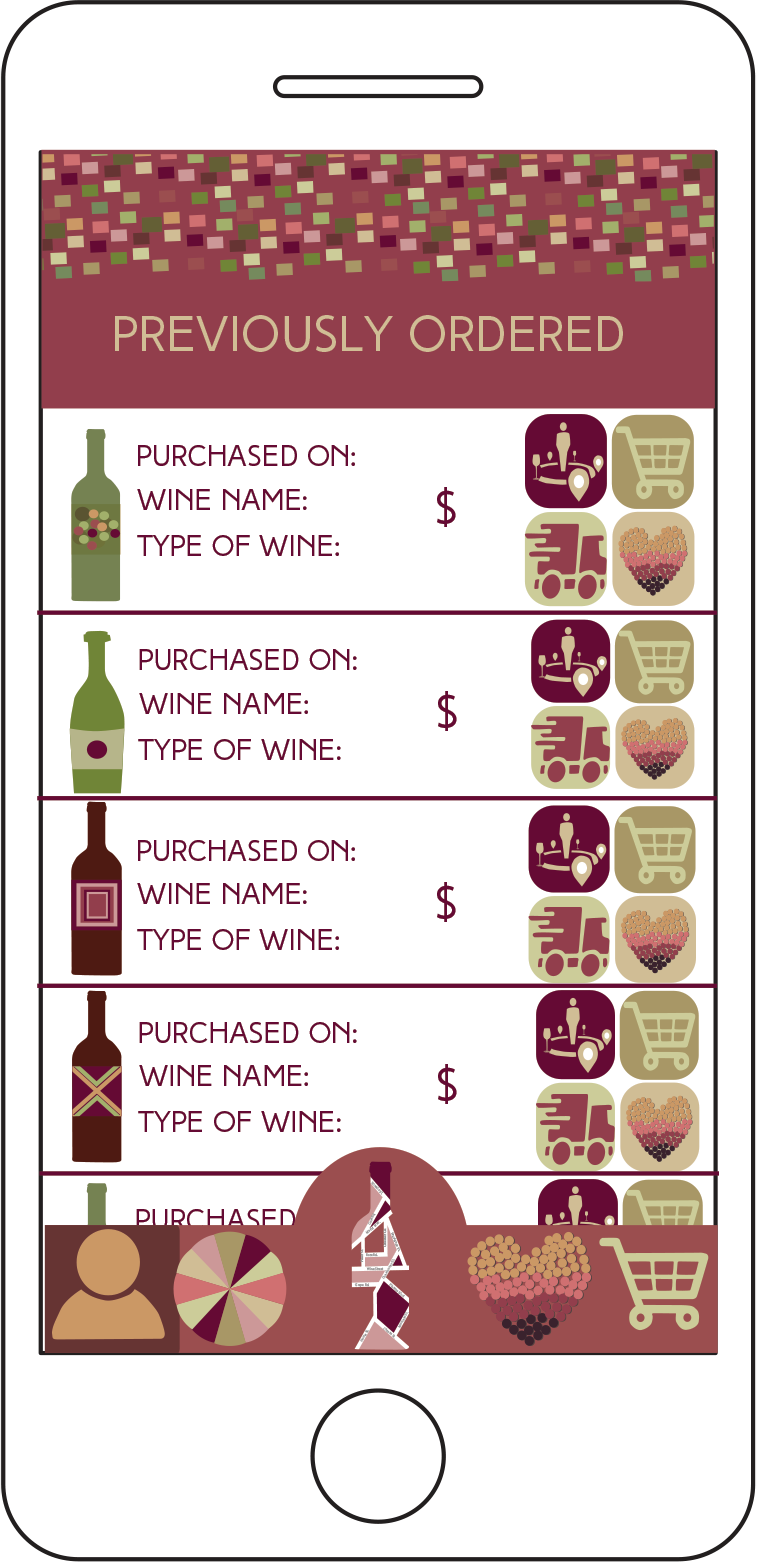 PREVIOUSLY ORDERED
PURCHASED ON:
WINE NAME:
$
TYPE OF WINE:
PURCHASED ON:
WINE NAME:
$
TYPE OF WINE:
PURCHASED ON:
WINE NAME:
$
TYPE OF WINE:
PURCHASED ON:
WINE NAME:
$
TYPE OF WINE:
PURCHASED